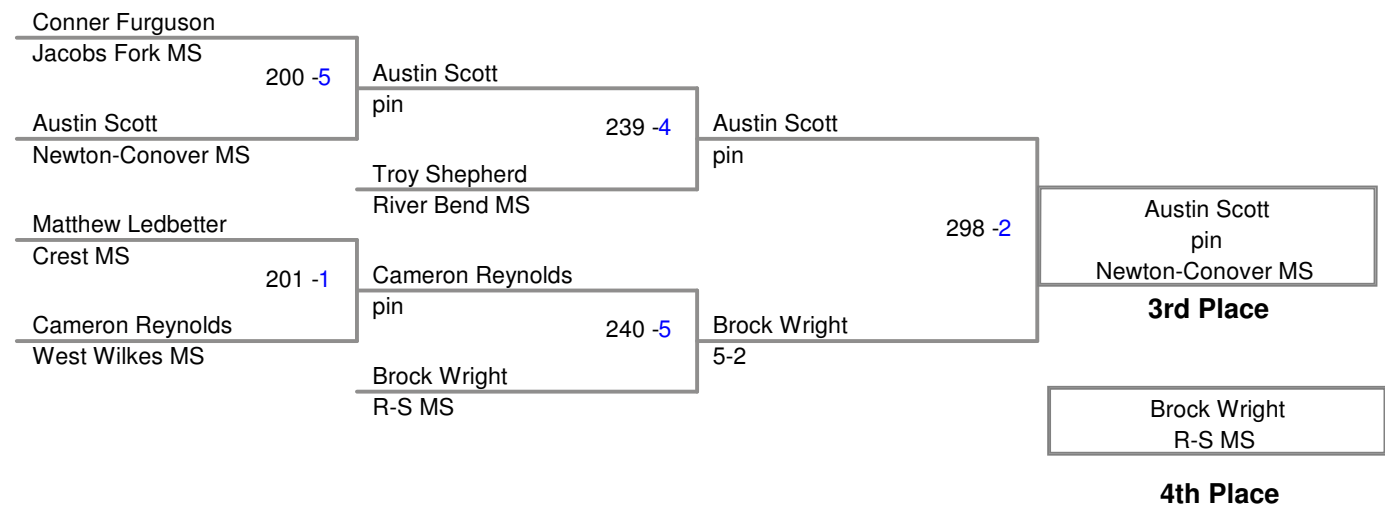 Conner Furguson
Jacobs Fork MS
200 -5
Austin Scott
pin
Austin Scott
Newton-Conover MS
239 -4
Austin Scott
pin
Troy Shepherd
River Bend MS
Matthew Ledbetter
Crest MS
298 -2
Austin Scott
pin
Newton-Conover MS
3rd Place
201 -1
Cameron Reynolds
pin
Cameron Reynolds
West Wilkes MS
240 -5
Brock Wright
5-2
Brock Wright
R-S MS
Brock Wright
R-S MS
4th Place